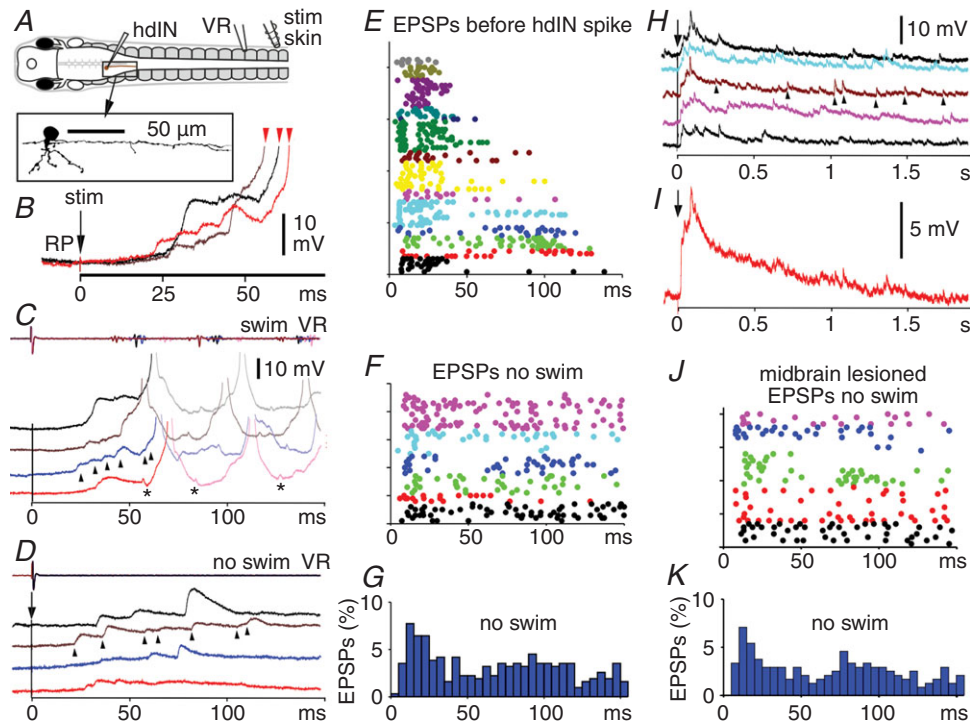 A
hdIN
VR
stim
skin
50 µm
B
stim
RP
10
mV
0 25 50 ms
C
swim VR
10 mV
* * *
0 50 100 ms
D
no swim VR
0 50 100 ms
E EPSPs before hdIN spike
0 50 100 150
ms
F EPSPs no swim
0 50 100 150
ms
G
EPSPs (%)
10
5
0
no swim
0 50 100 ms
H
10 mV
0 0.5 1 1.5 s
I
5 mV
0 0.5 1 1.5 s
J midbrain lesioned
EPSPs no swim
0 50 100 ms
K
EPSPs (%)
10
5
0
no swim
0 50 100 ms